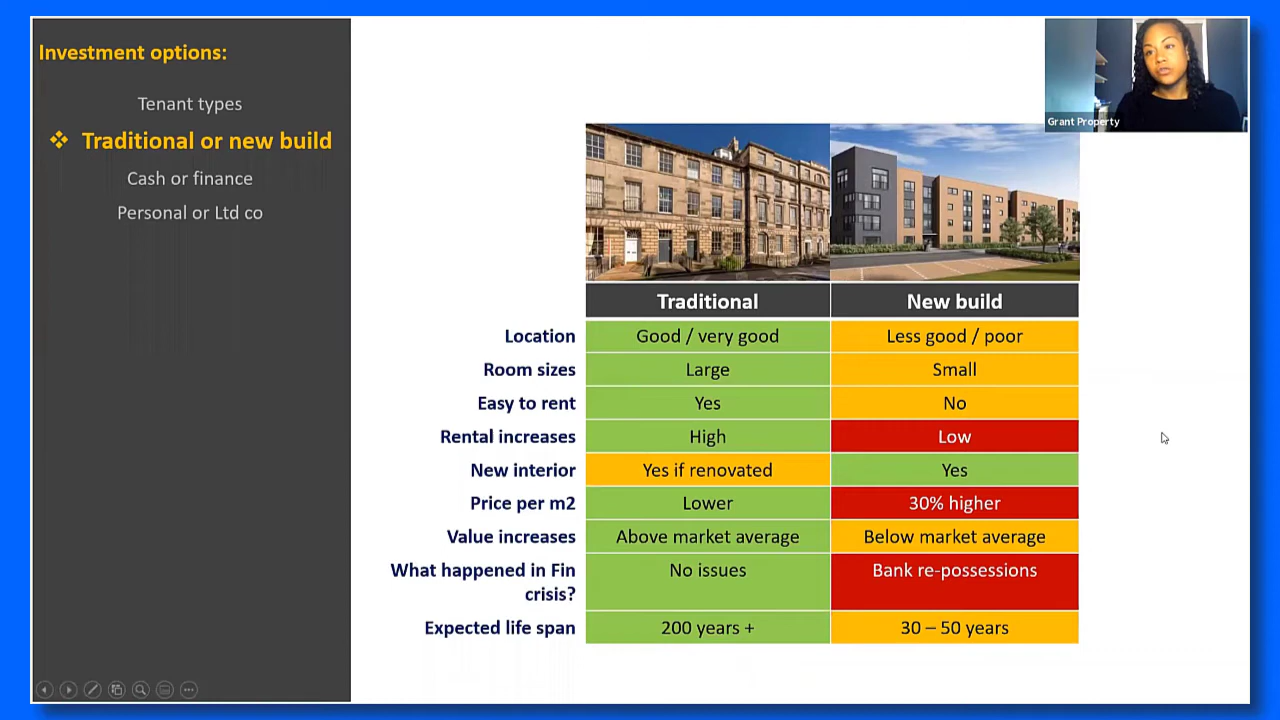 Investment options:
Tenant types
❖ Traditional or new build
Cash or finance
Personal or Ltd co
Grant Property
Traditional New build
Location Good / very good Less good / poor
Room sizes Large Small
Easy to rent Yes No
Rental increases High Low
New interior Yes if renovated Yes
Price per m2 Lower 30% higher
Value increases Above market average Below market average
What happened in Fin No issues Bank re-possessions
crisis?
Expected life span 200 years + 30 – 50 years